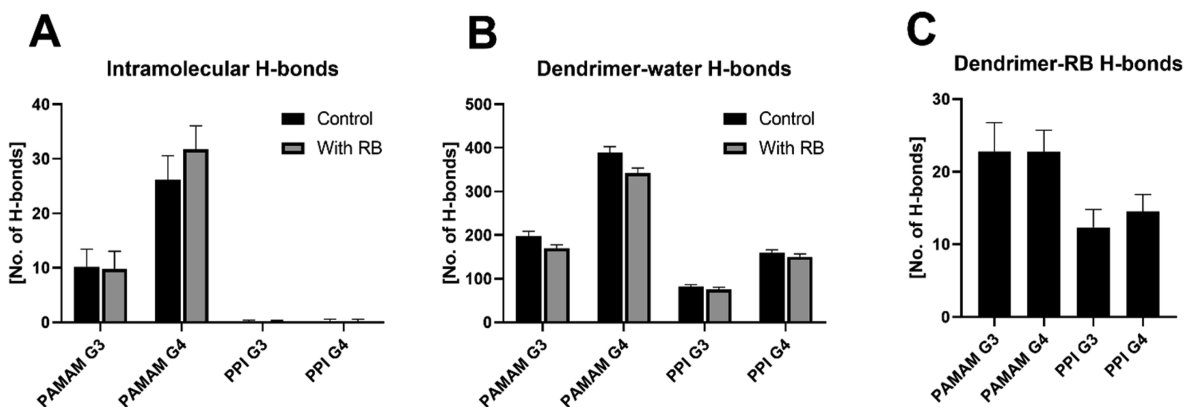 A
Intramolecular H-bonds
[No. of H-bonds]
40
30
20
10
0
Control
With RB
PAMAM G3
PAMAM G4
PPI G3
PPI G4
B
Dendrimer-water H-bonds
[No. of H-bonds]
500
400
300
200
100
0
Control
With RB
PAMAM G3
PAMAM G4
PPI G3
PPI G4
C
Dendrimer-RB H-bonds
[No. of H-bonds]
30
20
10
0
PAMAM G3
PAMAM G4
PPI G3
PPI G4